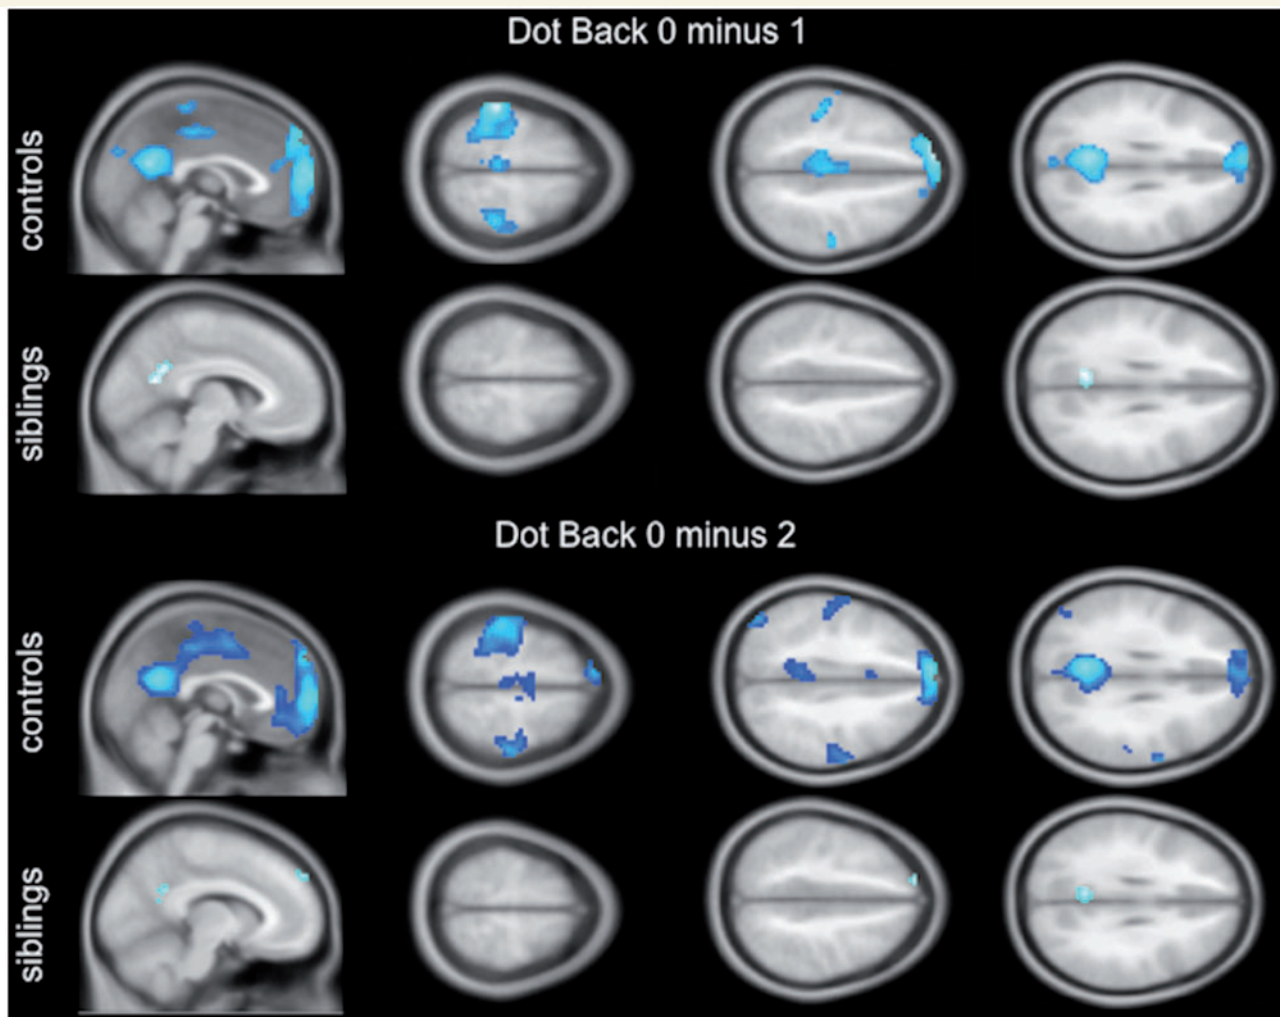 Dot Back 0 minus 1
controls
siblings
Dot Back 0 minus 2
controls
siblings